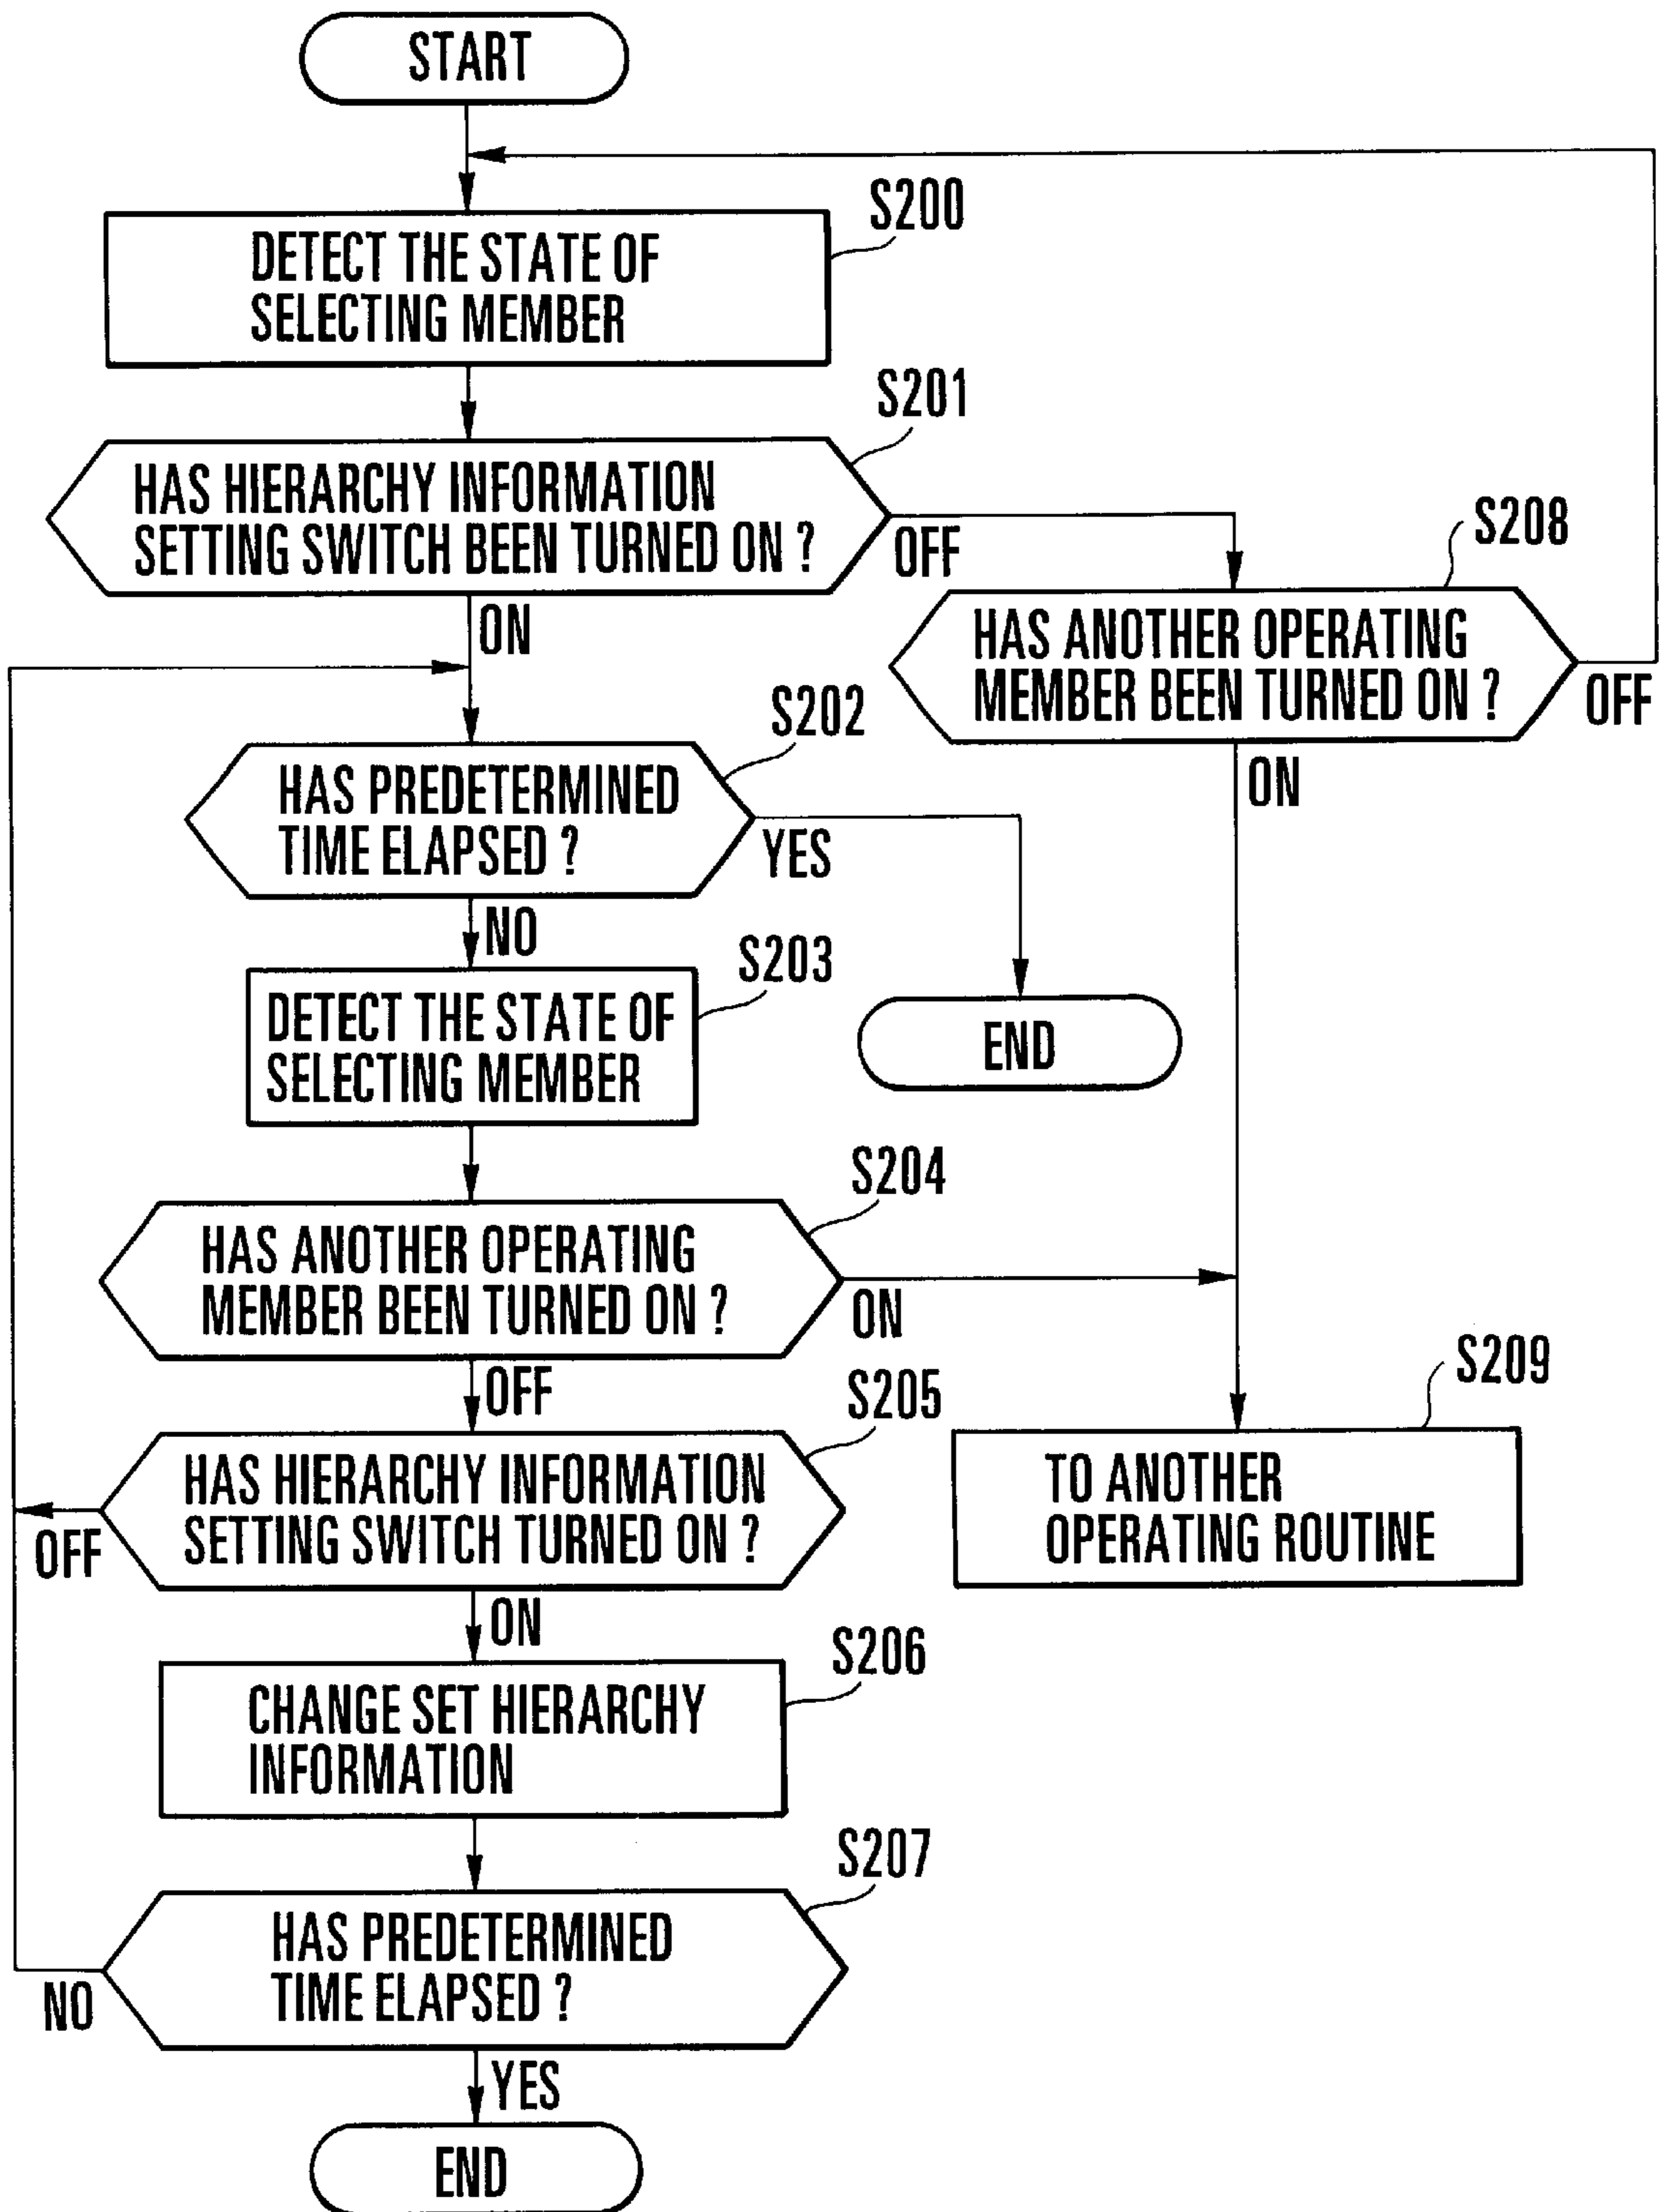 START
S200
DETECT THE STATE OF
SELECTING MEMBER
S201
HAS HIERARCHY INFORMATION
SETTING SWITCH BEEN TURNED ON ?
OFF
ON
S208
HAS ANOTHER OPERATING
MEMBER BEEN TURNED ON ?
OFF
ON
S202
HAS PREDETERMINED
TIME ELAPSED ?
YES
NO
S203
DETECT THE STATE OF
SELECTING MEMBER
END
S204
HAS ANOTHER OPERATING
MEMBER BEEN TURNED ON ?
ON
OFF
S205
HAS HIERARCHY INFORMATION
SETTING SWITCH TURNED ON ?
OFF
ON
S209
TO ANOTHER
OPERATING ROUTINE
S206
CHANGE SET HIERARCHY
INFORMATION
S207
HAS PREDETERMINED
TIME ELAPSED ?
NO
YES
END